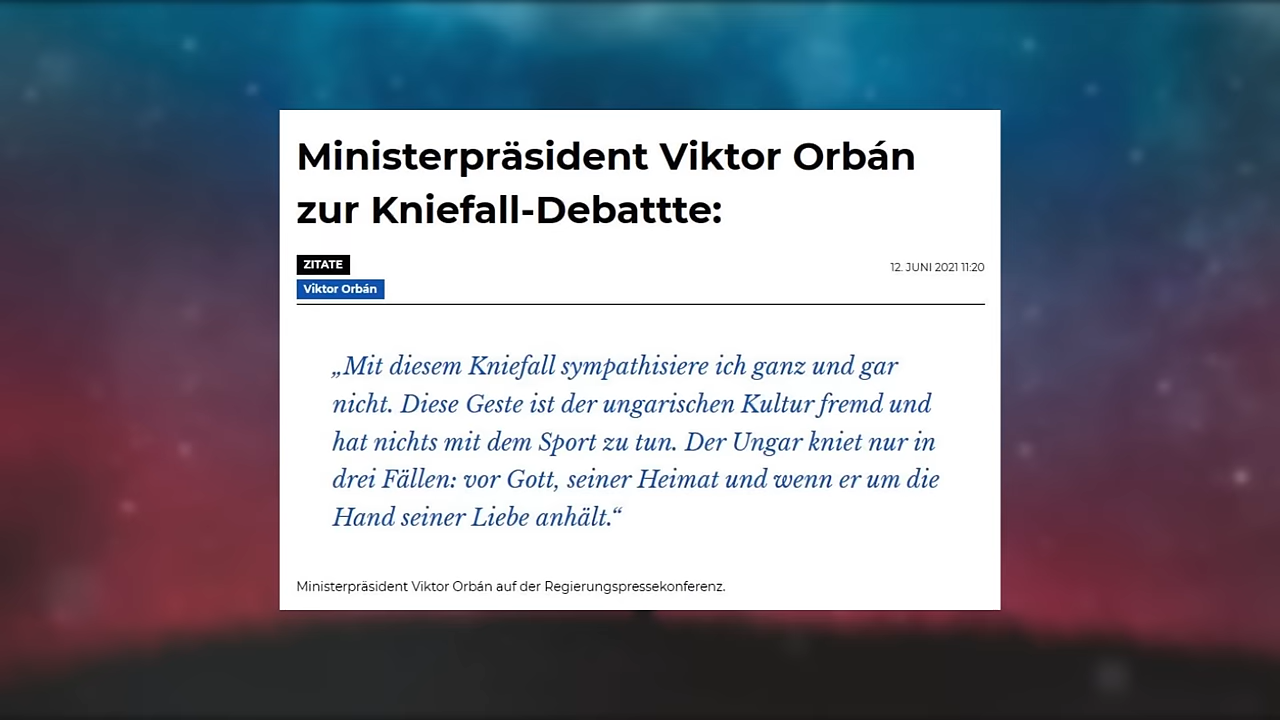 Ministerpräsident Viktor Orbán
zur Kniefall-Debattte:
ZITATE
12. JUNI 2021 11:20
Viktor Orbán
„Mit diesem Kniefall sympathisiere ich ganz und gar
nicht. Diese Geste ist der ungarischen Kultur fremd und
hat nichts mit dem Sport zu tun. Der Ungar kniet nur in
drei Fällen: vor Gott, seiner Heimat und wenn er um die
Hand seiner Liebe anhält.“
Ministerpräsident Viktor Orbán auf der Regierungspressekonferenz.